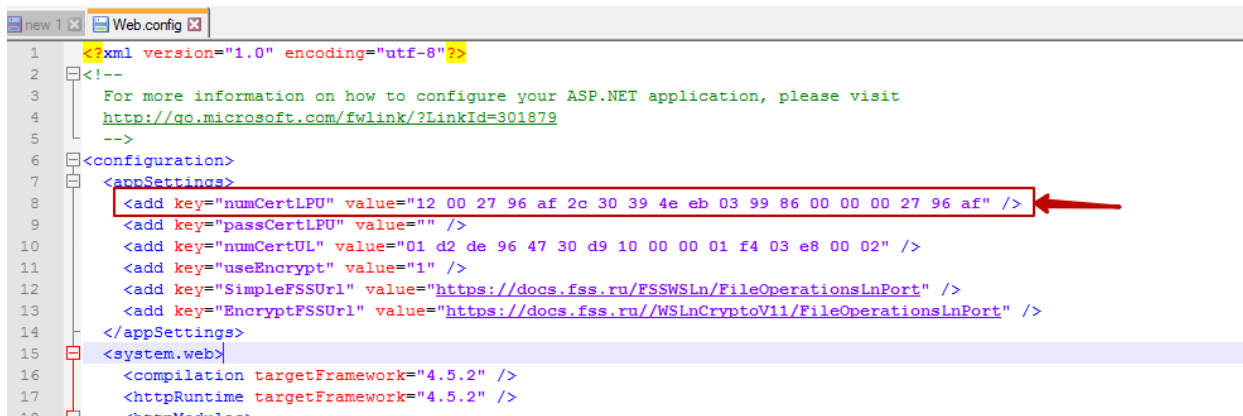 new 1 Web.config
1 <?xml version="1.0" encoding="utf-8"?>
2 <!--
3 For more information on how to configure your ASP.NET application, please visit
4 http://go.microsoft.com/fwlink/?LinkId=301879
5 -->
6 <configuration>
7 <appSettings>
8 <add key="numCertLPU" value="12 00 27 96 af 2c 30 39 4e eb 03 99 86 00 00 00 27 96 af" />
9 <add key="passCertLPU" value="" />
10 <add key="numCertUL" value="01 d2 de 96 47 30 d9 10 00 00 01 f4 03 e8 00 02" />
11 <add key="useEncrypt" value="1" />
12 <add key="SimpleFSSUrl" value="https://docs.fss.ru/FSSWSLn/FileOperationsLnPort" />
13 <add key="EncryptFSSUrl" value="https://docs.fss.ru//WSLnCryptoV11/FileOperationsLnPort" />
14 </appSettings>
15 <system.web>
16 <compilation targetFramework="4.5.2" />
17 <httpRuntime targetFramework="4.5.2" />